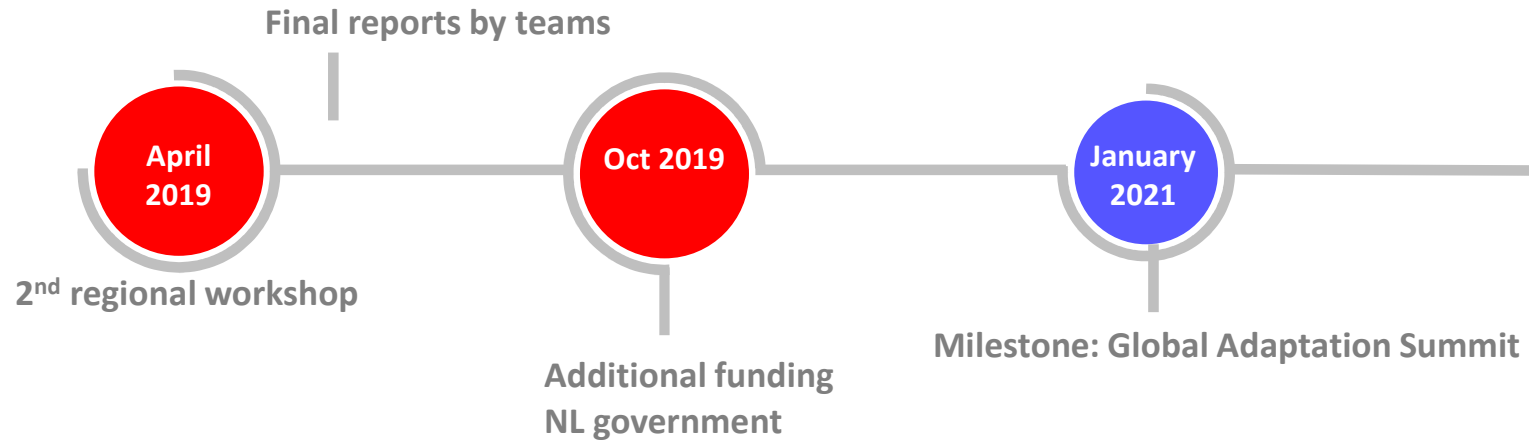 Final reports by teams
April
2019
Oct 2019
January
2021
2nd regional workshop
Additional funding
NL government
Milestone: Global Adaptation Summit